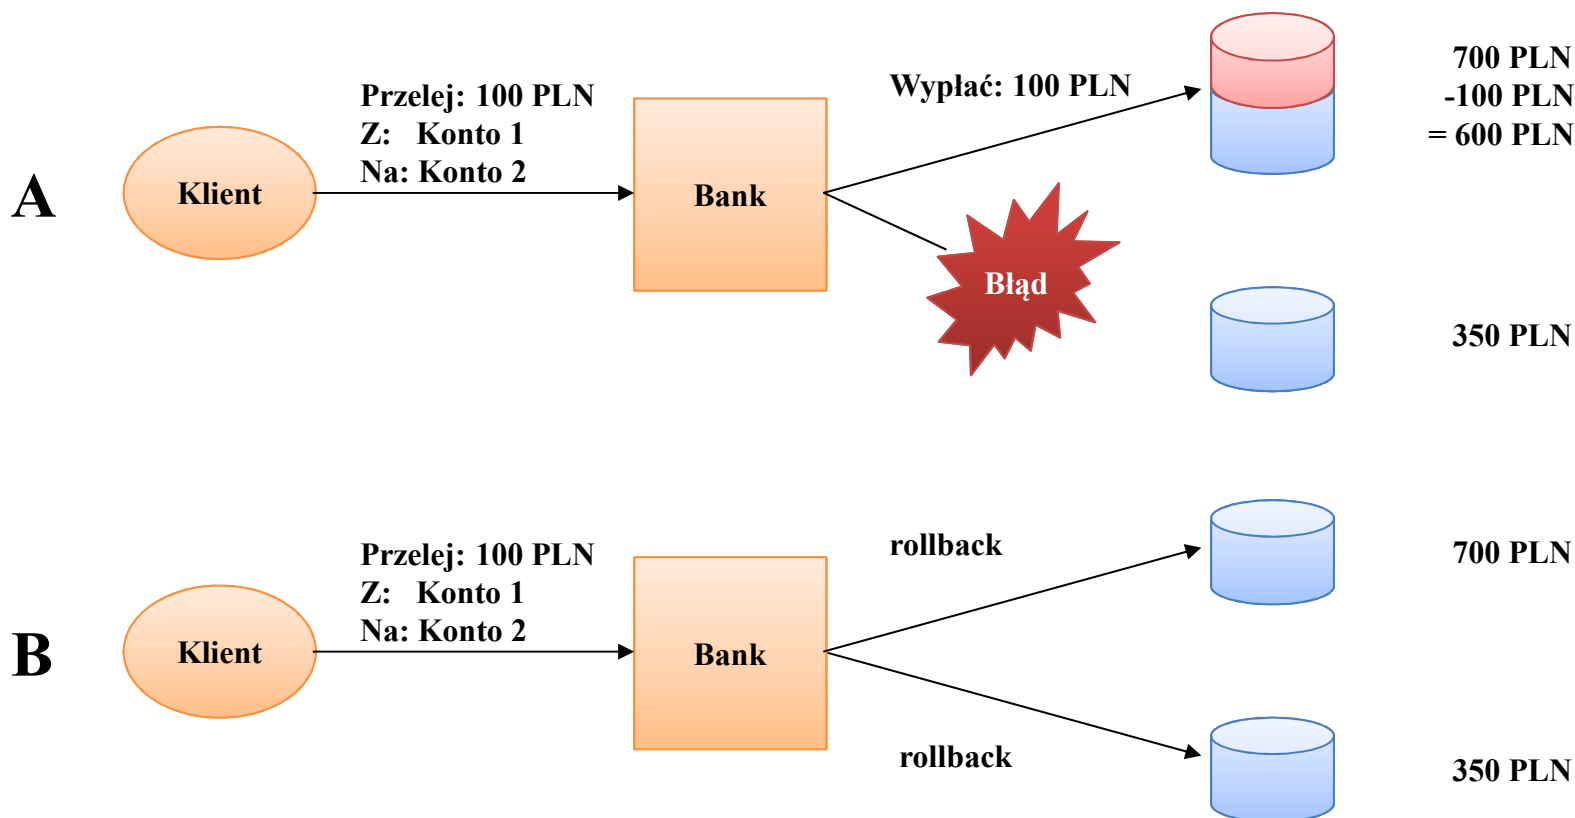 A
Klient
Przelej: 100 PLN
Z: Konto 1
Na: Konto 2
Bank
Wypłać: 100 PLN
Błąd
700 PLN
-100 PLN
= 600 PLN
350 PLN
B
Klient
Przelej: 100 PLN
Z: Konto 1
Na: Konto 2
Bank
rollback
700 PLN
rollback
350 PLN